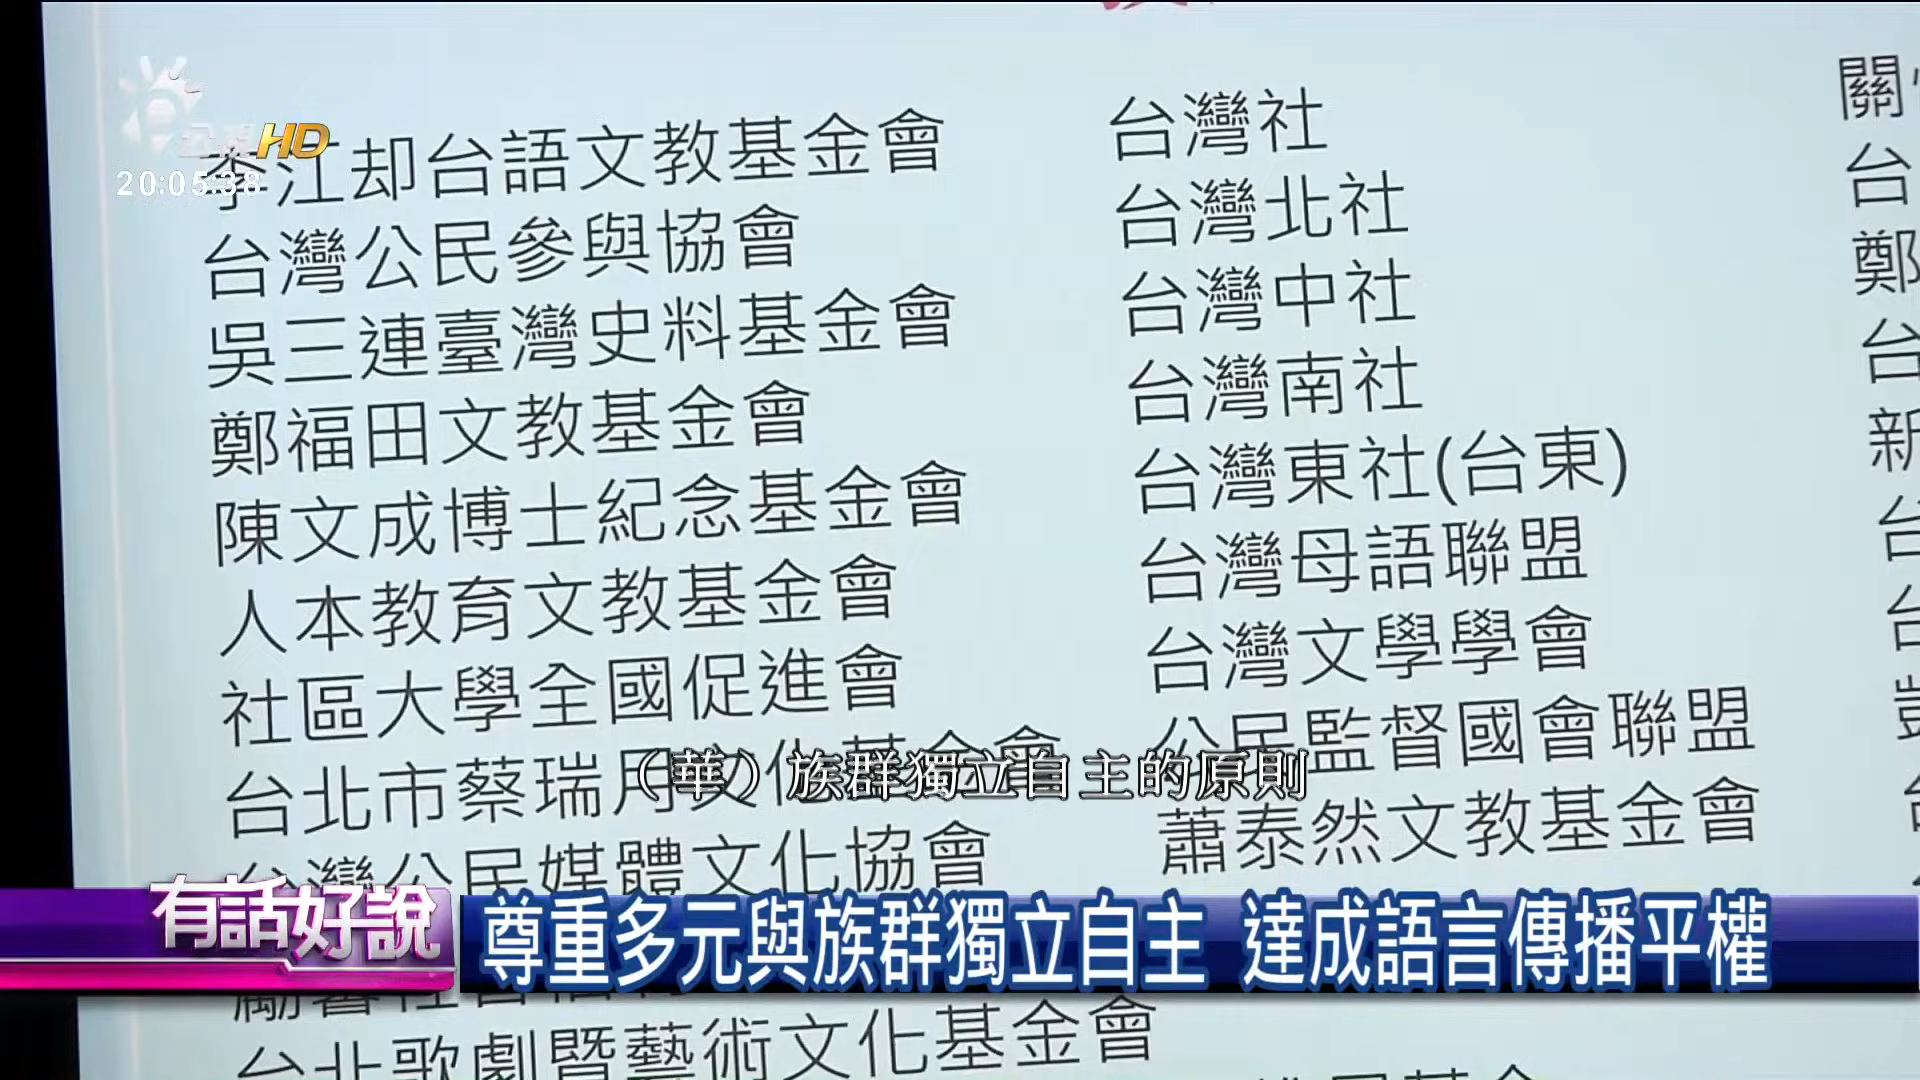 公視HD
20:05:38
李江却台語文教基金會
台灣公民參與協會
吳三連臺灣史料基金會
鄭福田文教基金會
陳文成博士紀念基金會
人本教育文教基金會
社區大學全國促進會
台北市蔡瑞月文化基金會
台灣公民媒體文化協會
台北歌劇暨藝術文化基金會
台灣社
台灣北社
台灣中社
台灣南社
台灣東社(台東)
台灣母語聯盟
台灣文學學會
公民監督國會聯盟
蕭泰然文教基金會
關
台
鄭
台
新
台
台
(華)族群獨立自主的原則
有話好說
尊重多元與族群獨立自主 達成語言傳播平權